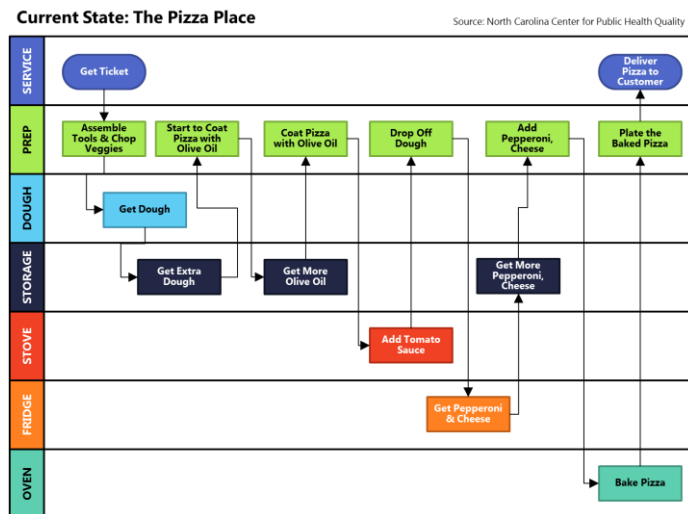 Current State: The Pizza Place
Source: North Carolina Center for Public Health Quality
SERVICE
Get Ticket
Deliver
Pizza to
Customer
PREP
Assemble
Tools & Chop
Veggies
Start to Coat
Pizza with
Olive Oil
Coat Pizza
with Olive Oil
Drop Off
Dough
Add
Pepperoni,
Cheese
Plate the
Baked Pizza
DOUGH
Get Dough
STORAGE
Get Extra
Dough
Get More
Olive Oil
Get More
Pepperoni,
Cheese
STOVE
Add Tomato
Sauce
FRIDGE
Get Pepperoni
& Cheese
OVEN
Bake Pizza